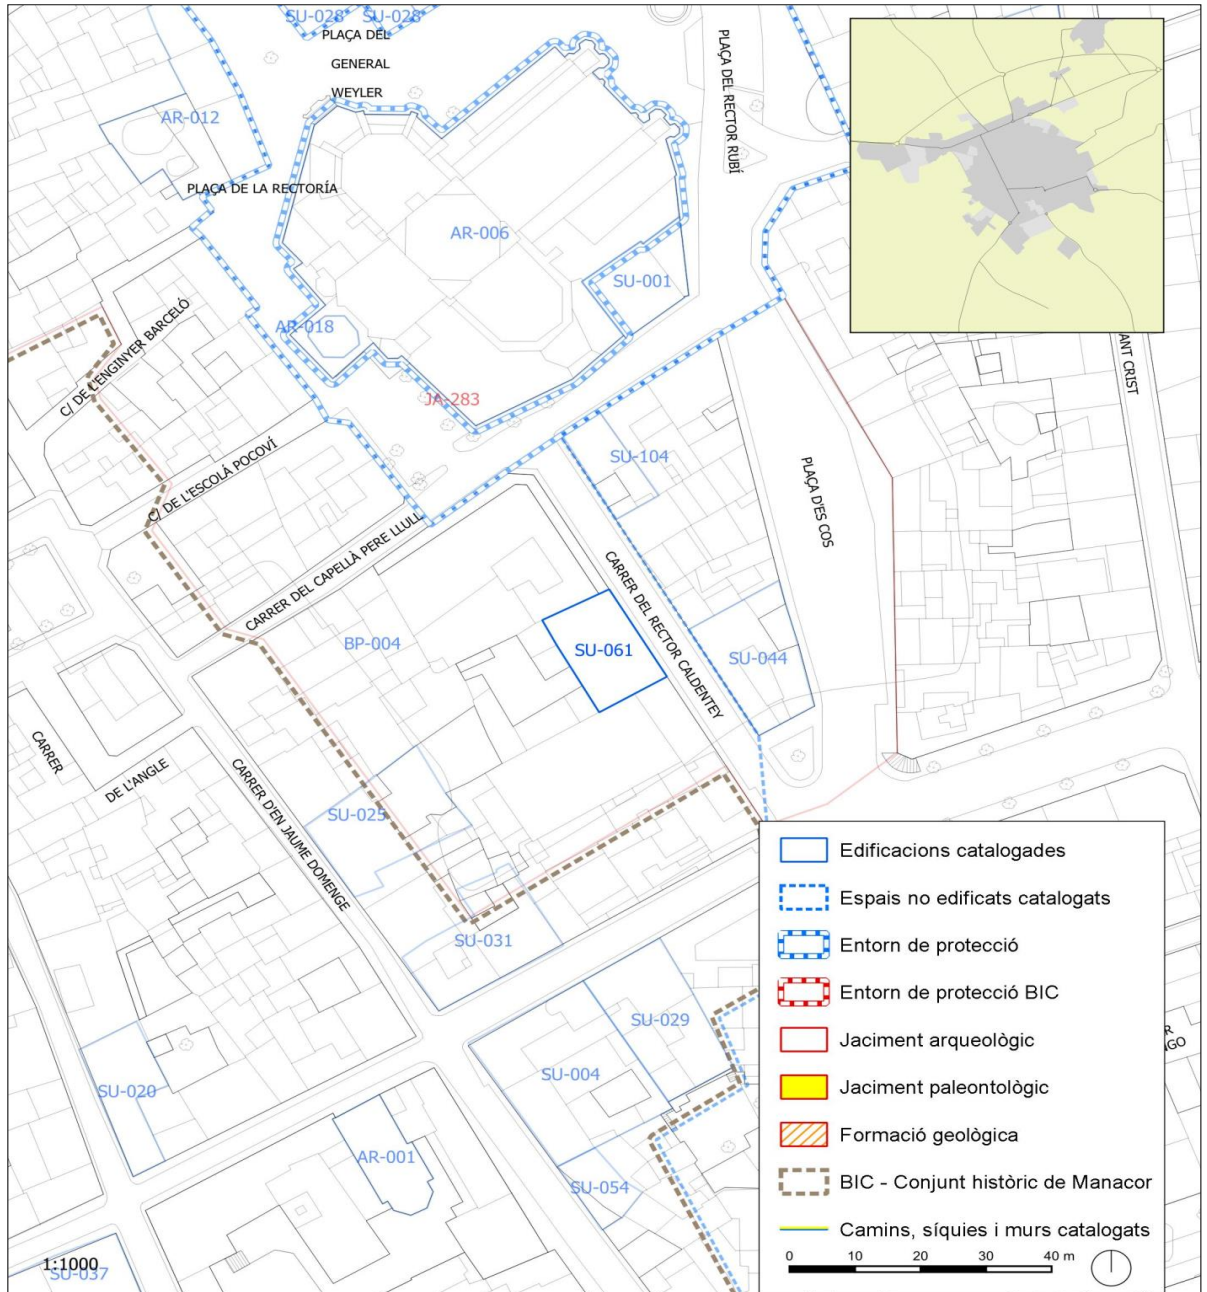 SU-028
SU-028
PLAÇA DEL
GENERAL
WEYLER
PLAÇA DEL RECTOR RUBÍ
AR-012
PLAÇA DE LA RECTORÍA
AR-006
SU-001
AR-018
C/ DE L'ENGINYER BARCELÓ
JA-283
ANT CRIST
C/ DE L'ESCOLÀ POCOVÍ
SU-104
PLAÇA D'ES COS
CARRER DEL CAPELLÀ PERE LLULL
CARRER DEL RECTOR CALDENTEY
BP-004
SU-061
SU-044
CARRER
DE L'ANGLE
CARRER D'EN JAUME DOMENGE
SU-025
SU-031
SU-029
SU-004
SU-020
AR-001
SU-054
1:1000
SU-037
Edificacions catalogades
Espais no edificats catalogats
Entorn de protecció
Entorn de protecció BIC
Jaciment arqueològic
Jaciment paleontològic
Formació geològica
BIC - Conjunt històric de Manacor
Camins, síquies i murs catalogats
0 10 20 30 40 m